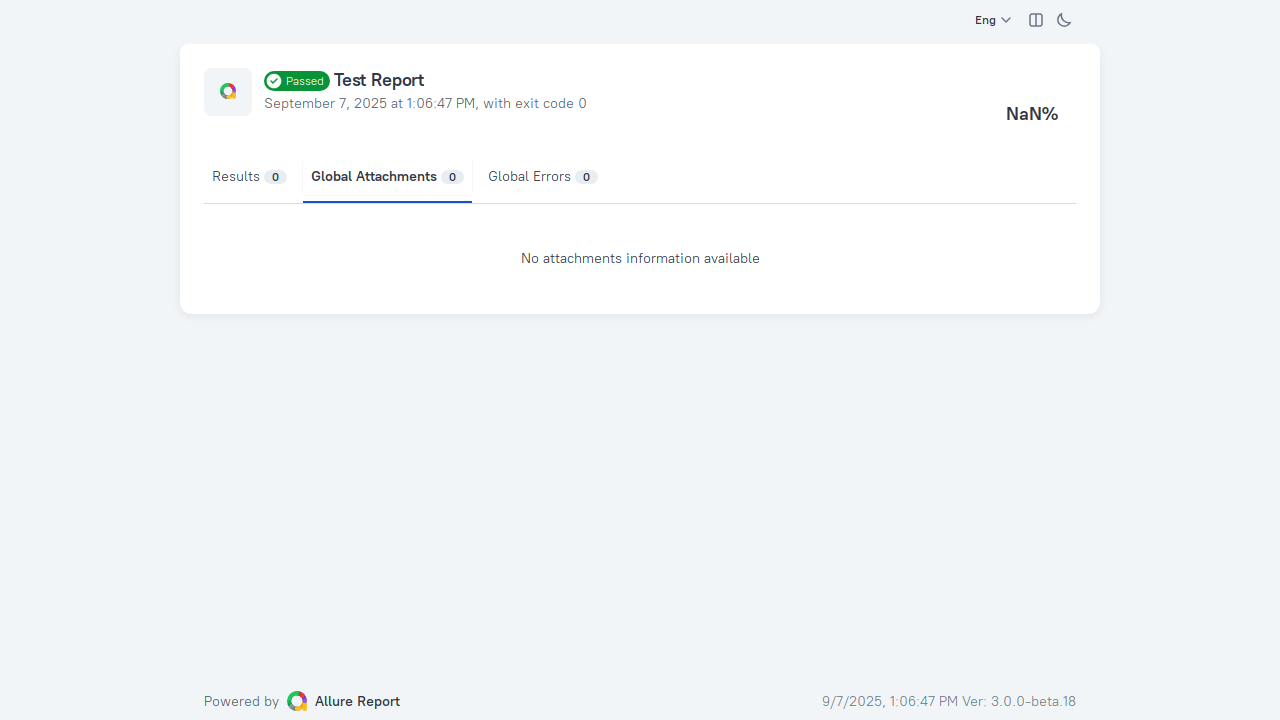 Eng
Passed Test Report
September 7, 2025 at 1:06:47 PM, with exit code 0
NaN%
Results 0 Global Attachments 0 Global Errors 0
No attachments information available
Powered by Allure Report
9/7/2025, 1:06:47 PM Ver: 3.0.0-beta.18